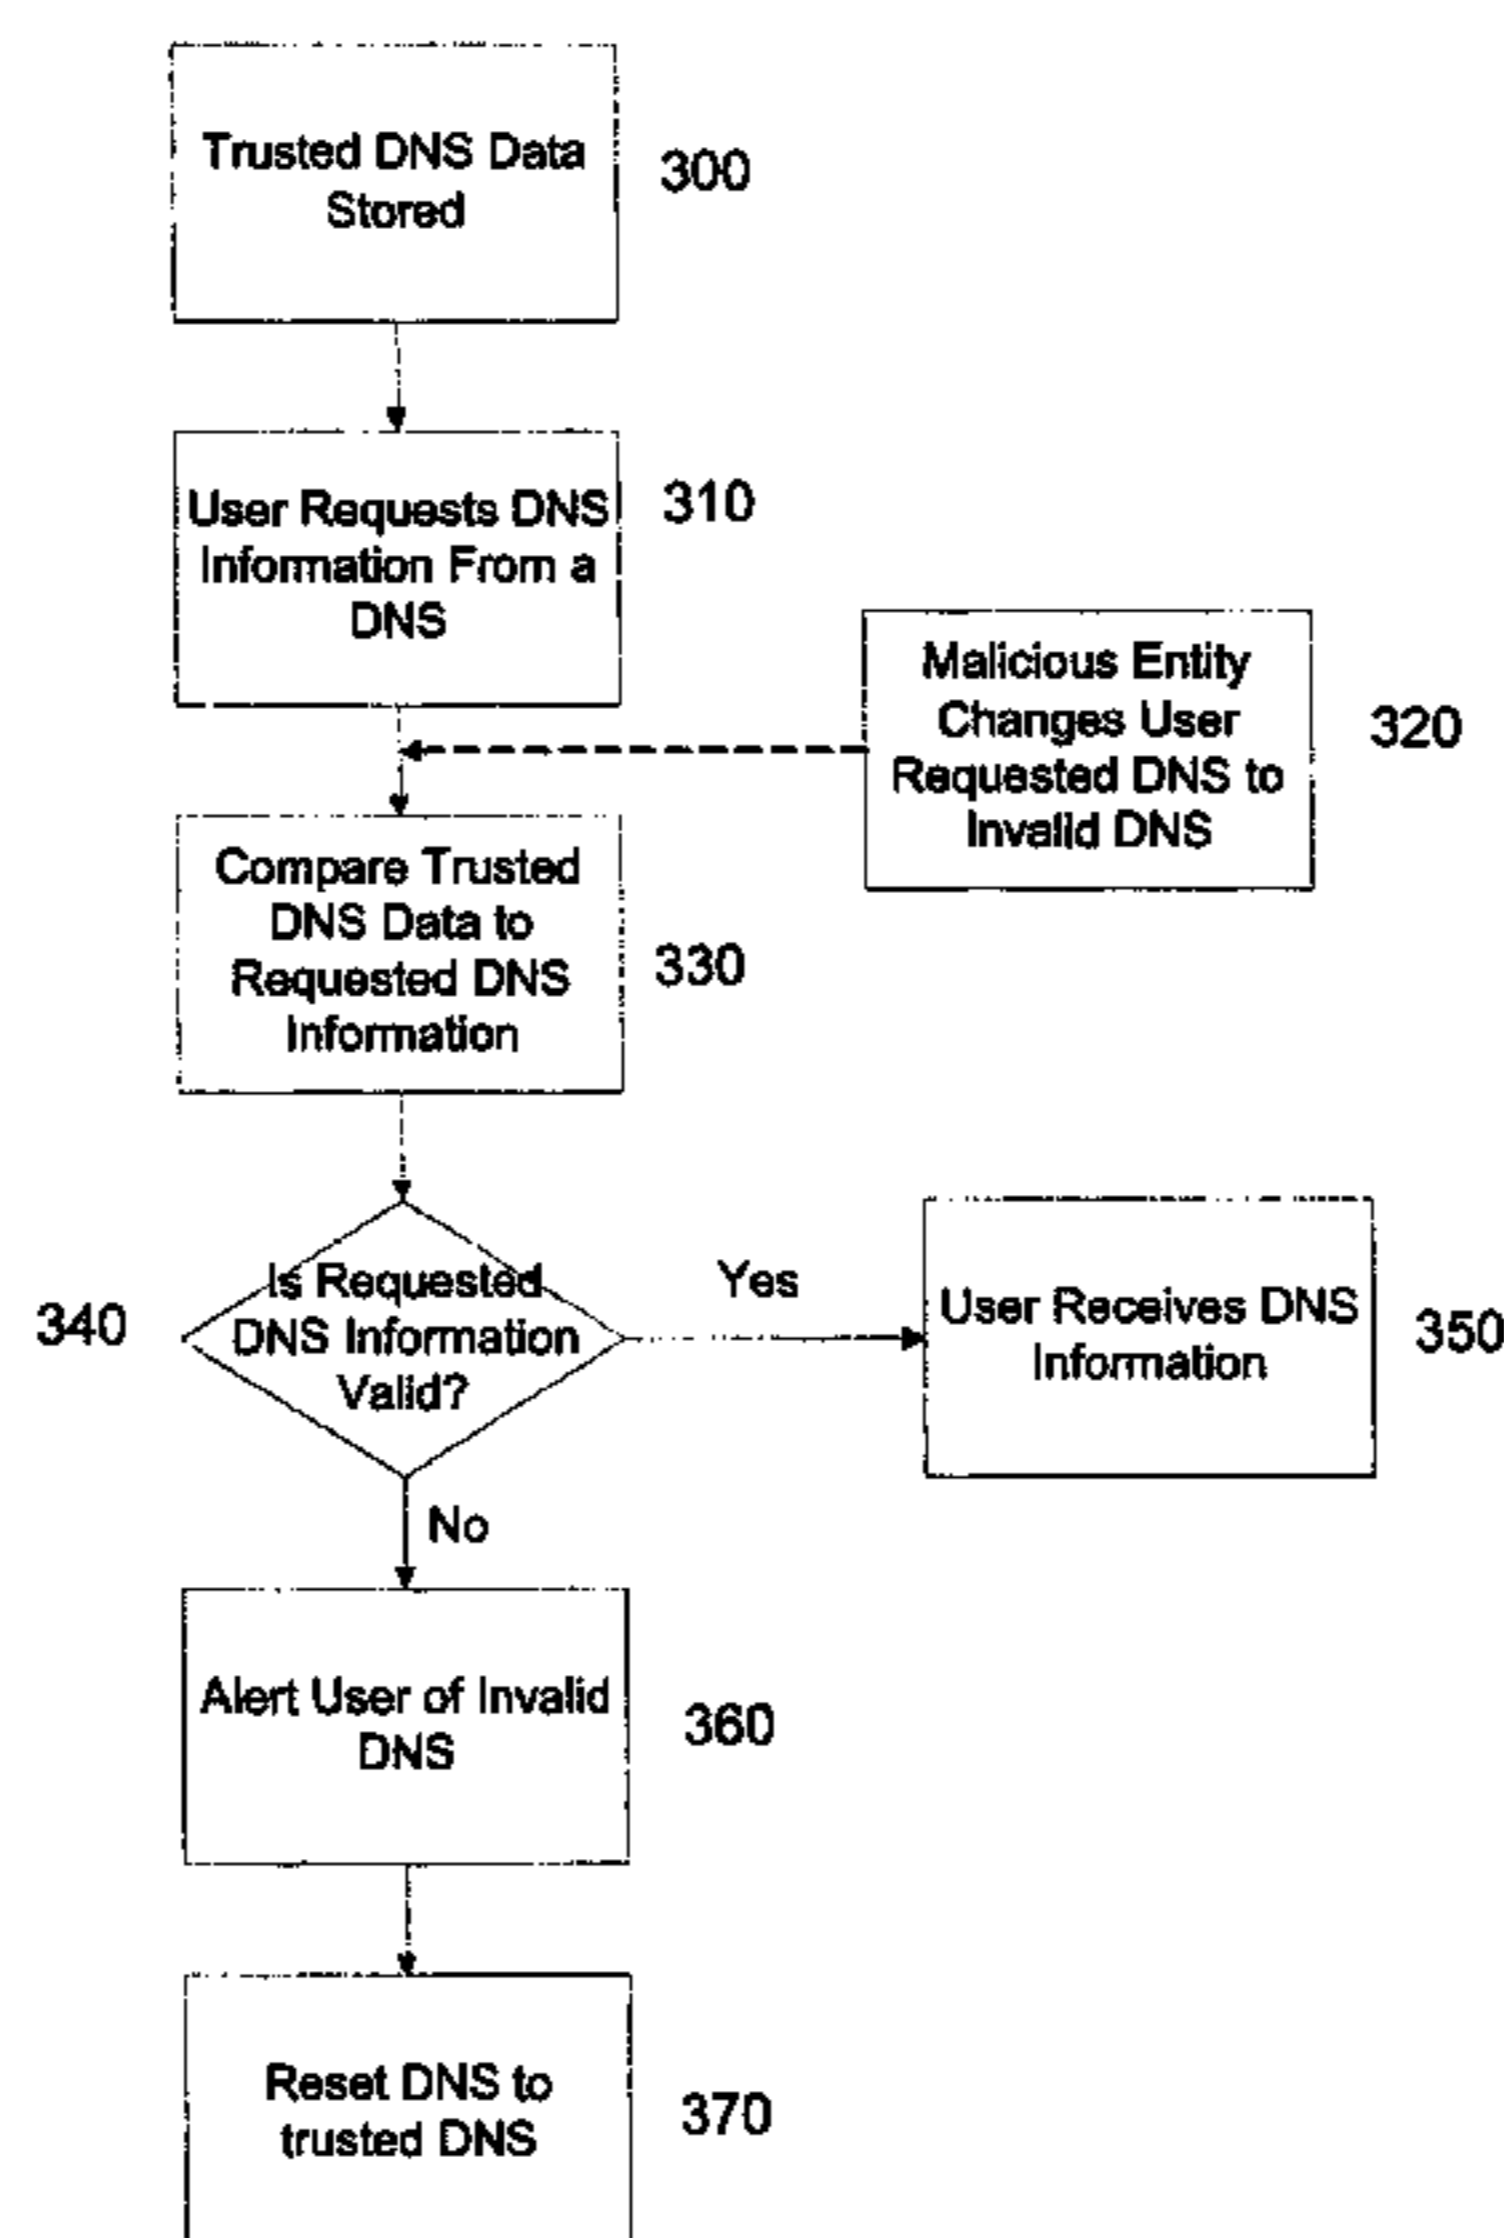 Trusted DNS Data
Stored
300
User Requests DNS
Information From a
DNS
310
Malicious Entity
Changes User
Requested DNS to
Invalid DNS
320
Compare Trusted
DNS Data to
Requested DNS
Information
330
340
Is Requested
DNS Information
Valid?
Yes
User Receives DNS
Information
350
No
Alert User of Invalid
DNS
360
Reset DNS to
trusted DNS
370